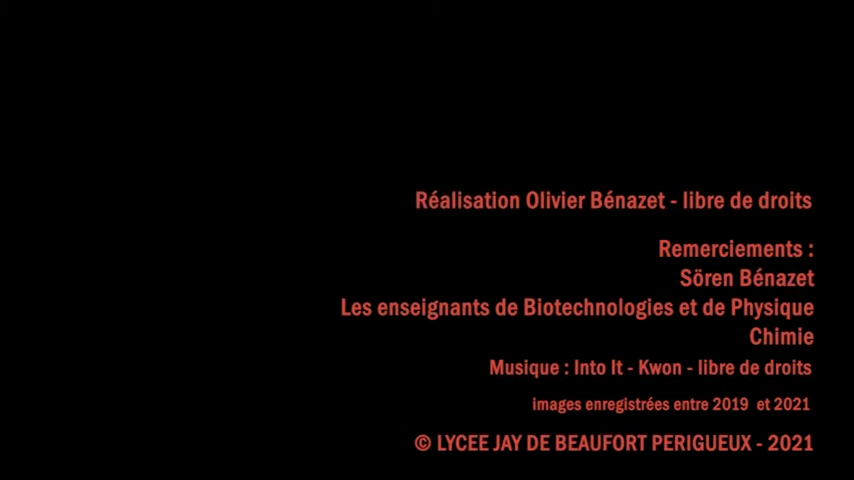 Réalisation Olivier Bénazet - libre de droits
Remerciements :
Sören Bénazet
Les enseignants de Biotechnologies et de Physique
Chimie
Musique : Into It - Kwon - libre de droits
images enregistrées entre 2019 et 2021
© LYCEE JAY DE BEAUFORT PERIGUEUX - 2021